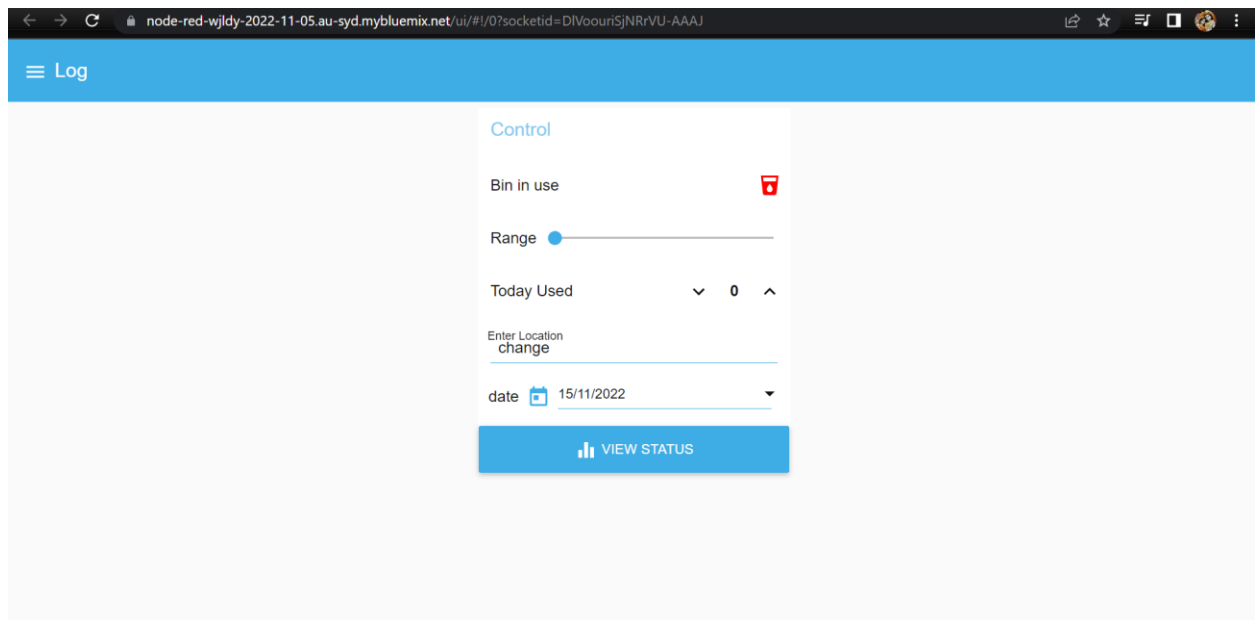 node-red-wjldy-2022-11-05.au-syd.mybluemix.net/ui/#!/0?socketid=DlVoouriSjNRrVU-AAAJ
Log
Control
Bin in use
Range
Today Used 0
Enter Location
change
date 15/11/2022
VIEW STATUS